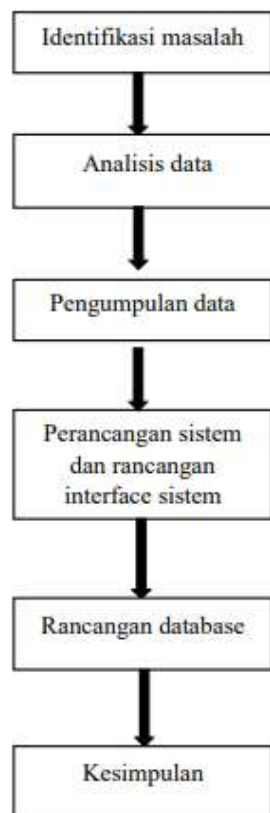 Identifikasi masalah
Analisis data
Pengumpulan data
Perancangan sistem
dan rancangan
interface sistem
Rancangan database
Kesimpulan